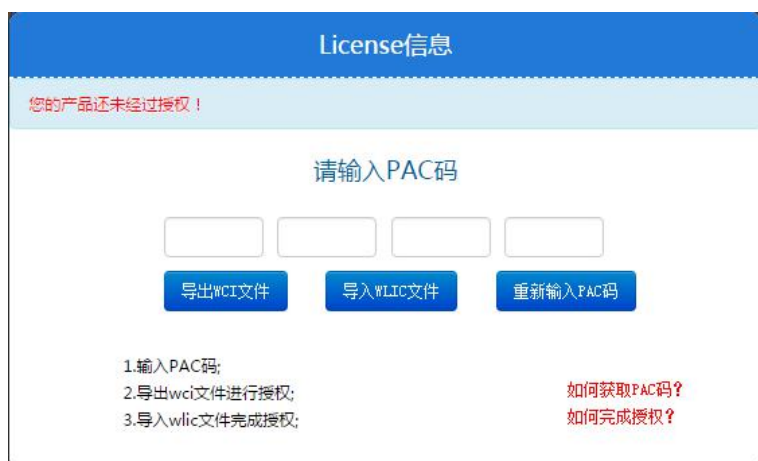 License信息
您的产品还未经过授权！
请输入PAC码
导出WCI文件
导入WLIC文件
重新输入PAC码
1.输入PAC码;
2.导出wci文件进行授权;
3.导入wlic文件完成授权;
如何获取PAC码?
如何完成授权?